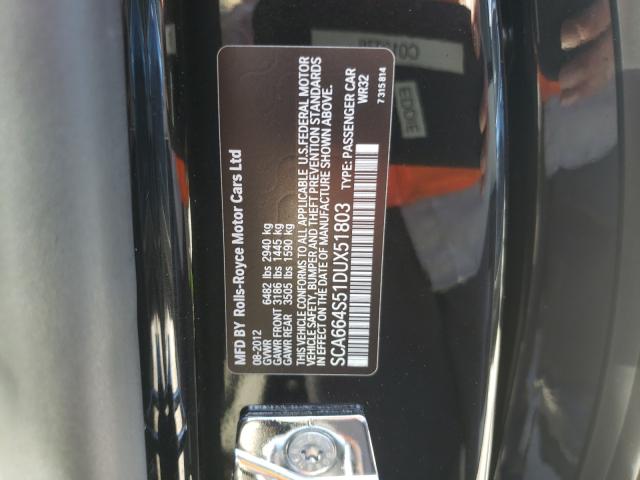 MFD BY Rolls-Royce Motor Cars Ltd
08-2012
GVWR 6482 lbs 2940 kg
GAWR FRONT 3186 lbs 1445 kg
GAWR REAR 3505 lbs 1590 kg
THIS VEHICLE CONFORMS TO ALL APPLICABLE U.S.FEDERAL MOTOR
VEHICLE SAFETY, BUMPER AND THEFT PREVENTION STANDARDS
IN EFFECT ON THE DATE OF MANUFACTURE SHOWN ABOVE.
SCA664S51DUX51803 TYPE: PASSENGER CAR
WR32
7 315 814
EDDIE